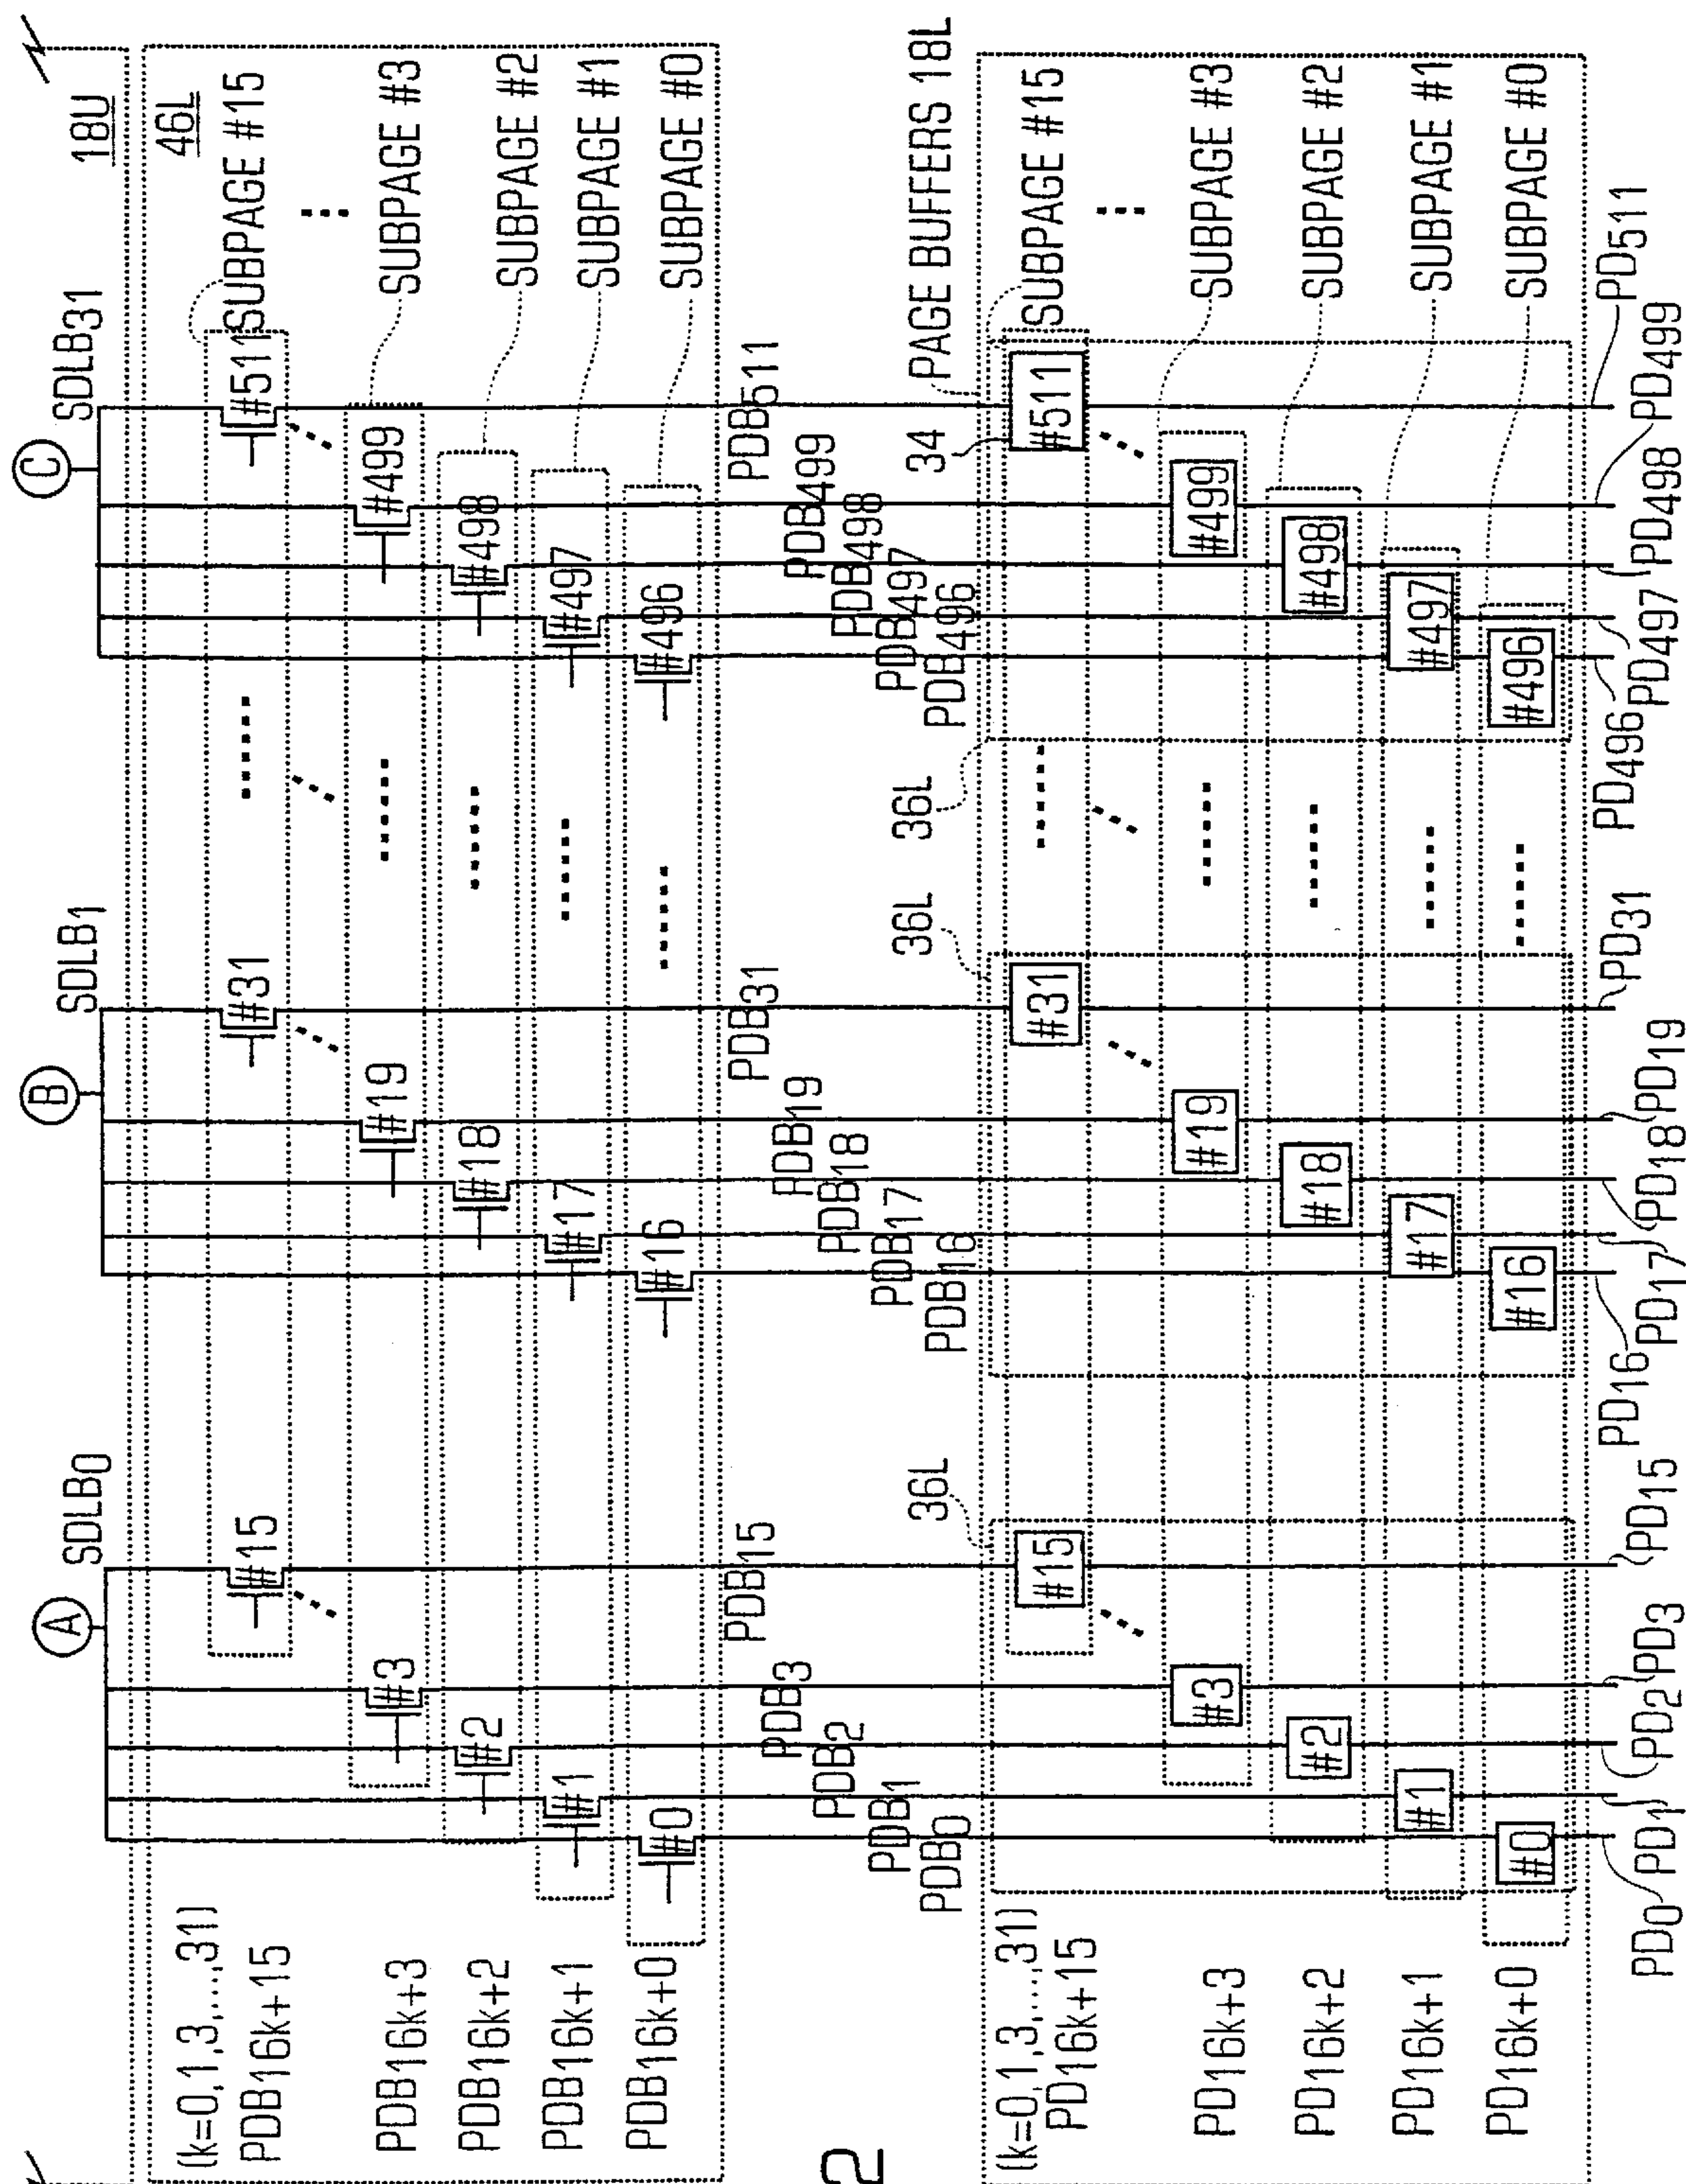 18U
46L
A
B
C
SDLB0
SDLB1
SDLB31
(k=0,1,3,...,31)
PDB16k+15
#15
#31
#511
SUBPAGE #15
PDB16k+3
#3
#19
#499
SUBPAGE #3
PDB16k+2
#2
#18
#498
SUBPAGE #2
PDB16k+1
#1
#17
#497
SUBPAGE #1
PDB16k+0
#0
#16
#496
SUBPAGE #0
PDB15
PDB31
PDB511
PDB3
PDB19
PDB499
PDB2
PDB18
PDB498
PDB1
PDB17
PDB497
PDB0
PDB16
PDB496
2
36L
36L
36L
34
PAGE BUFFERS 18L
(k=0,1,3,...,31)
PD16k+15
#15
#31
#511
SUBPAGE #15
PD16k+3
#3
#19
#499
SUBPAGE #3
PD16k+2
#2
#18
#498
SUBPAGE #2
PD16k+1
#1
#17
#497
SUBPAGE #1
PD16k+0
#0
#16
#496
SUBPAGE #0
PD0
PD1
PD2
PD3
PD15
PD16
PD17
PD18
PD19
PD31
PD496
PD497
PD498
PD499
PD511